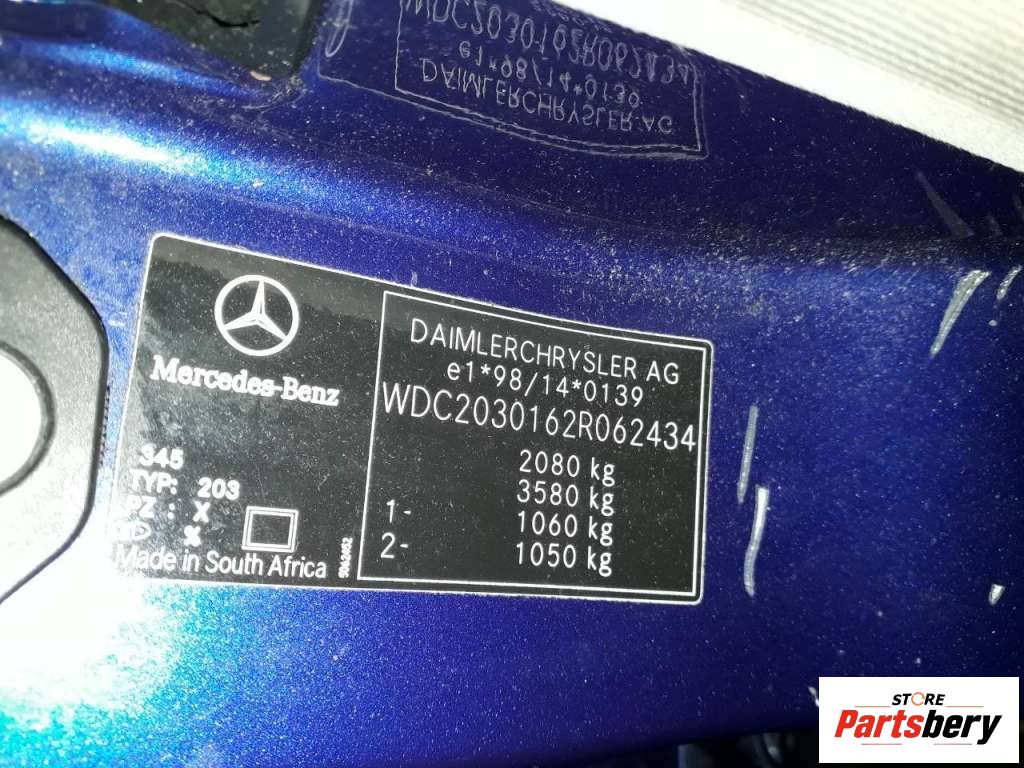 DAIMLERCHRYSLER AG
e1*98/14*0139
WDC2030162R062434
2080 kg
3580 kg
1- 1060 kg
2- 1050 kg
Mercedes-Benz
345
TYP: 203
PZ : X
%
Made in South Africa
WDC2030162R062434
e1*98/14*0139
DAIMLERCHRYSLER AG
STORE
Partsbery